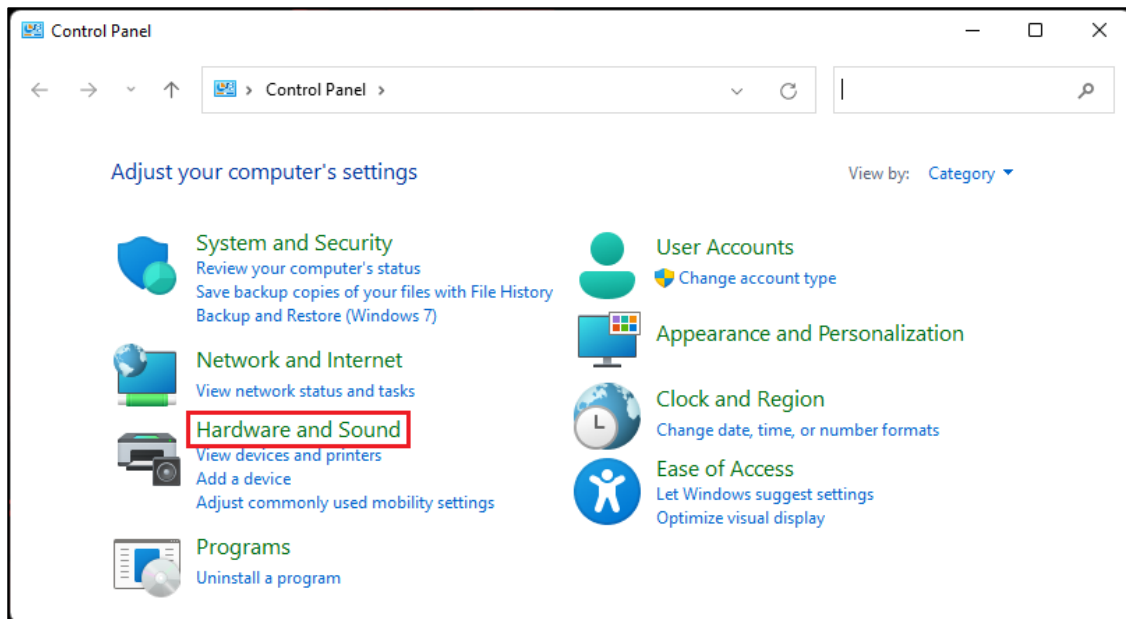 Control Panel
Control Panel
Adjust your computer's settings
View by: Category
System and Security
Review your computer's status
Save backup copies of your files with File History
Backup and Restore (Windows 7)
Network and Internet
View network status and tasks
Hardware and Sound
View devices and printers
Add a device
Adjust commonly used mobility settings
Programs
Uninstall a program
User Accounts
Change account type
Appearance and Personalization
Clock and Region
Change date, time, or number formats
Ease of Access
Let Windows suggest settings
Optimize visual display